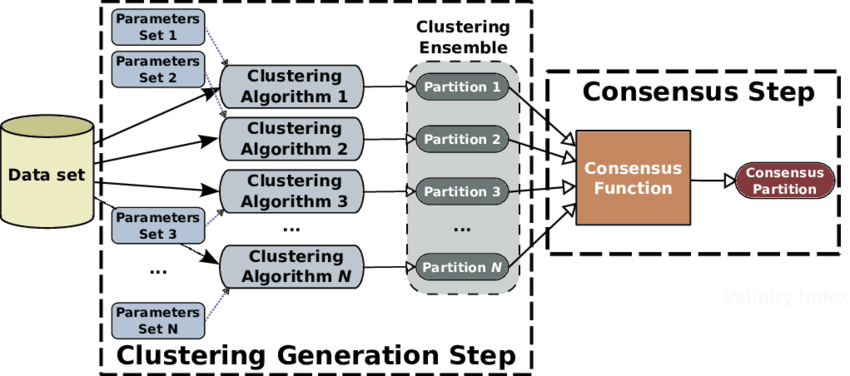 Parameters
Set 1
Parameters
Set 2
Clustering
Algorithm 1
Clustering
Algorithm 2
Clustering
Algorithm 3
...
Clustering
Algorithm N
Data set
Parameters
Set 3
...
Parameters
Set N
Clustering Generation Step
Clustering
Ensemble
Partition 1
Partition 2
Partition 3
...
Partition N
Consensus Step
Consensus
Function
Consensus
Partition
Validity Index